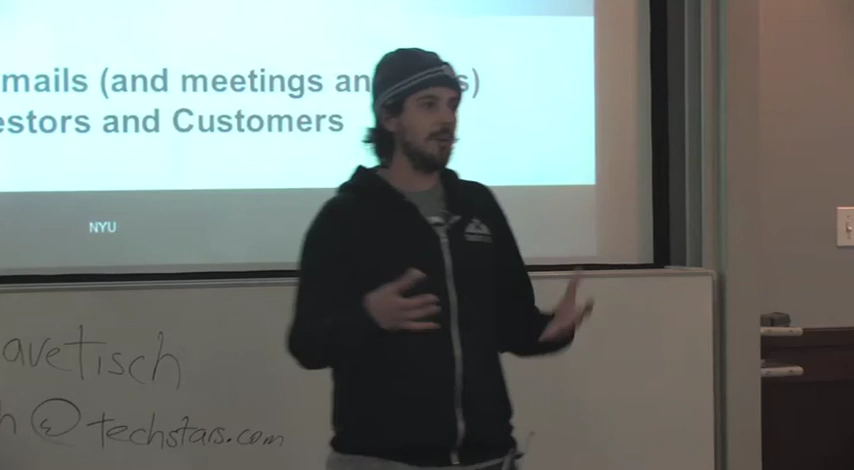 mails (and meetings an s)
estors and Customers
NYU
avetisch
h@techstars.com